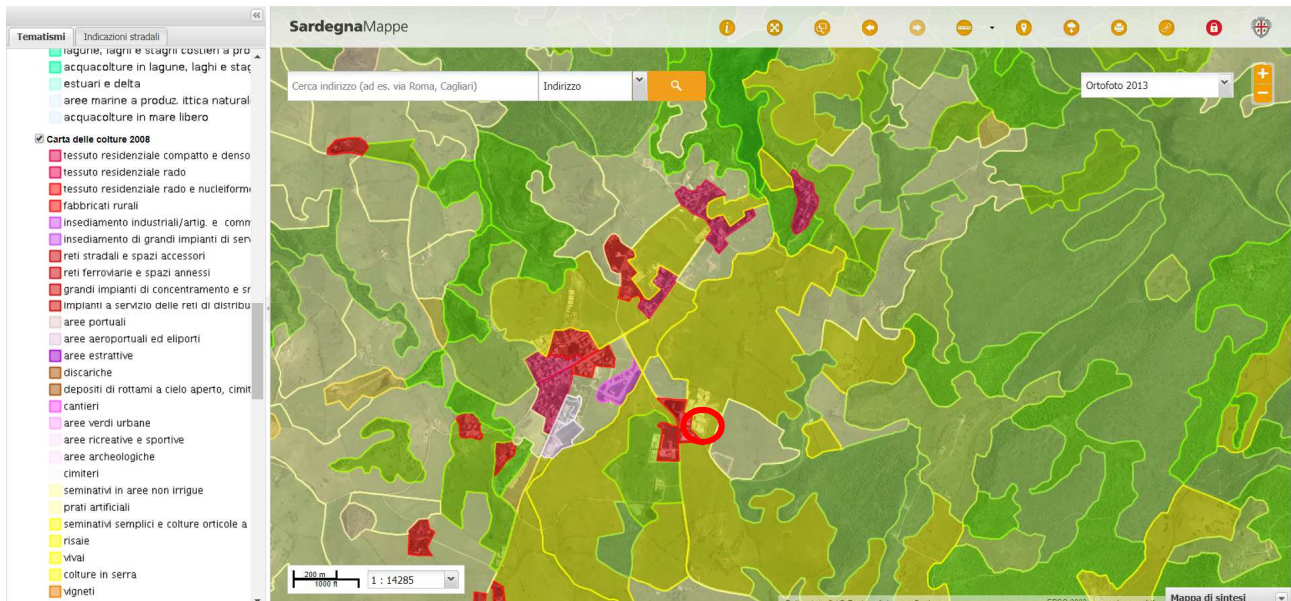 SardegnaMappe
Tematismi
Indicazioni stradali
lagune, laghi e stagni costieri a pro
acquacolture in lagune, laghi e stag
estuari e delta
aree marine a produz. ittica natural
acquacolture in mare libero
Carta delle colture 2008
tessuto residenziale compatto e denso
tessuto residenziale rado
tessuto residenziale rado e nucleiform
fabbricati rurali
insediamento industriali/artig. e comm
insediamento di grandi impianti di serv
reti stradali e spazi accessori
reti ferroviarie e spazi annessi
grandi impianti di concentramento e sm
impianti a servizio delle reti di distribu
aree portuali
aree aeroportuali ed eliporti
aree estrattive
discariche
depositi di rottami a cielo aperto, cimit
cantieri
aree verdi urbane
aree ricreative e sportive
aree archeologiche
cimiteri
seminativi in aree non irrigue
prati artificiali
seminativi semplici e colture orticole a
risaie
vivai
colture in serra
vigneti
Cerca indirizzo (ad es. via Roma, Cagliari)
Indirizzo
Ortofoto 2013
200 m
1000 ft
1 : 14285
Mappa di sintesi